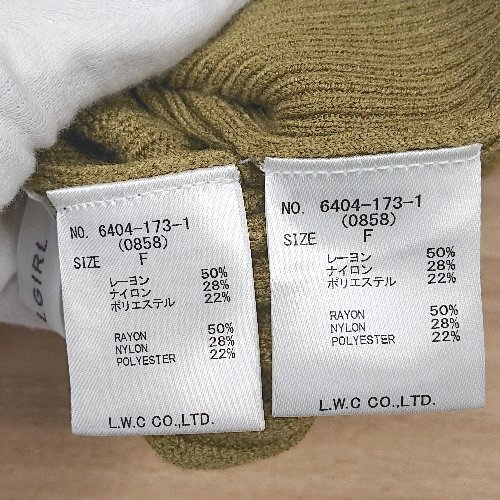 NO. 6404-173-1
(0858)
SIZE F
レーヨン 50%
ナイロン 28%
ポリエステル 22%
RAYON 50%
NYLON 28%
POLYESTER 22%
L.W.C CO.,LTD.
NO. 6404-173-1
(0858)
SIZE F
レーヨン 50%
ナイロン 28%
ポリエステル 22%
RAYON 50%
NYLON 28%
POLYESTER 22%
L.W.C CO.,LTD.
LGIRL